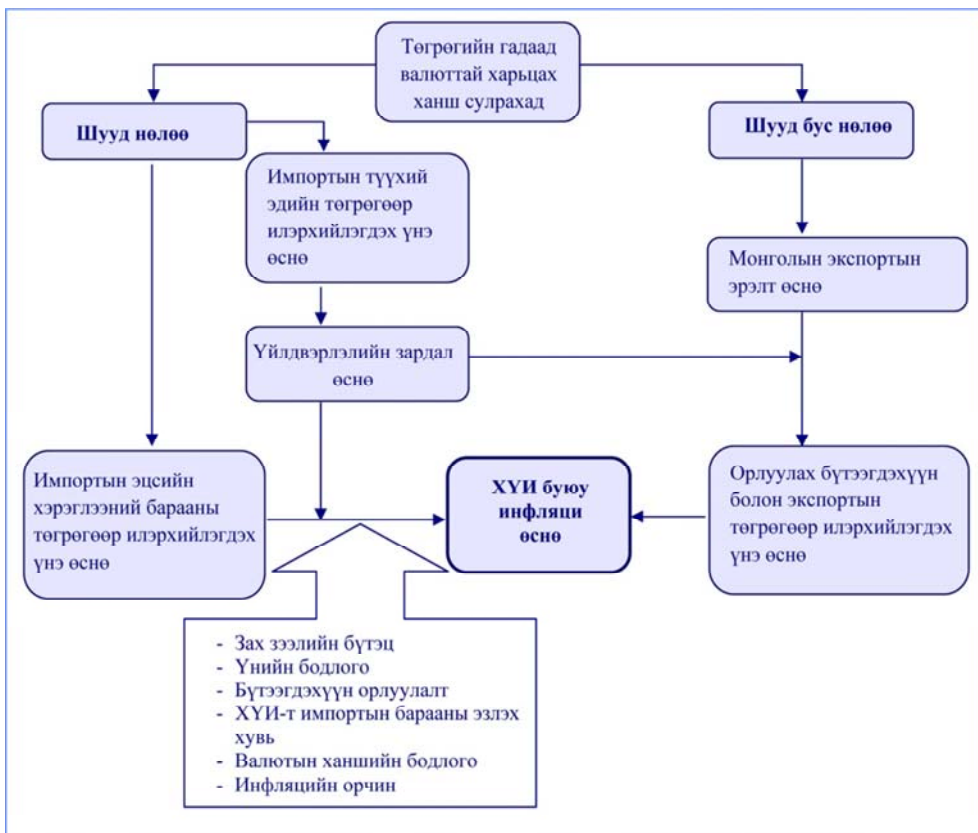 Төгрөгийн гадаад
валюттай харьцах
ханш сулрахад
Шууд нөлөө
Шууд бус нөлөө
Импортын түүхий
эдийн төгрөгөөр
илэрхийлэгдэх үнэ
өснө
Монголын экспортын
эрэлт өснө
Үйлдвэрлэлийн зардал
өснө
Импортын эцсийн
хэрэглээний барааны
төгрөгөөр илэрхийлэгдэх
үнэ өснө
ХҮИ буюу
инфляци
өснө
Орлуулах бүтээгдэхүүн
болон экспортын
төгрөгөөр илэрхийлэгдэх
үнэ өснө
- Зах зээлийн бүтэц
- Үнийн бодлого
- Бүтээгдэхүүн орлуулалт
- ХҮИ-т импортын барааны эзлэх
хувь
- Валютын ханшийн бодлого
- Инфляцийн орчин